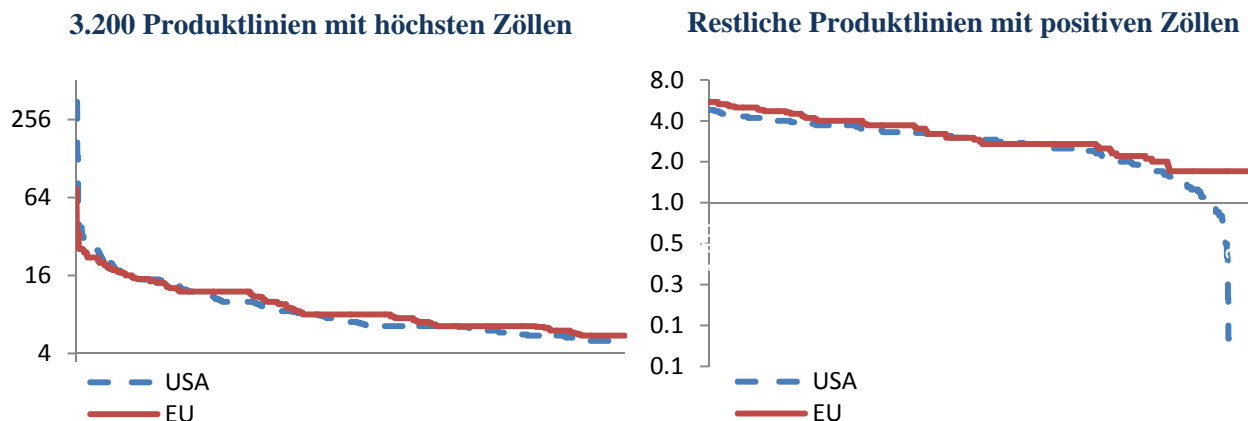 3.200 Produktlinien mit höchsten Zöllen
256
64
16
4
USA
EU
Restliche Produktlinien mit positiven Zöllen
8.0
4.0
2.0
1.0
0.5
0.3
0.1
0.1
USA
EU